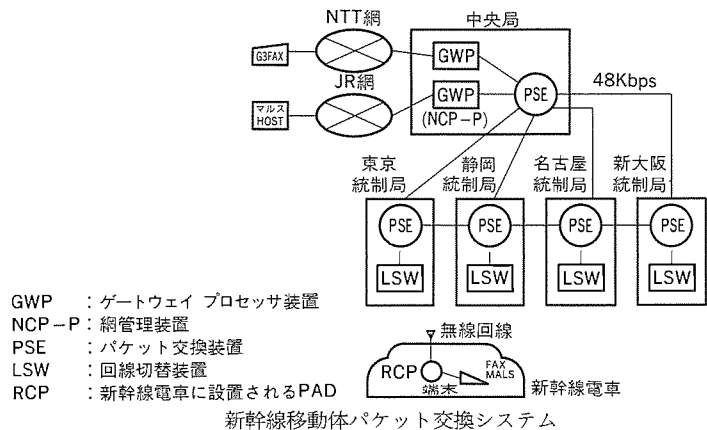 NTT網
中央局
G3FAX
GWP
JR網
48Kbps
マルス
HOST
GWP
PSE
(NCP-P)
東京
統制局
静岡
統制局
名古屋
統制局
新大阪
統制局
PSE
PSE
PSE
PSE
LSW
LSW
LSW
LSW
GWP :ゲートウェイ プロセッサ装置
NCP-P:網管理装置
PSE :パケット交換装置
LSW :回線切替装置
RCP :新幹線電車に設置されるPAD
無線回線
RCP
FAX
MALS
端末
新幹線電車
新幹線移動体パケット交換システム